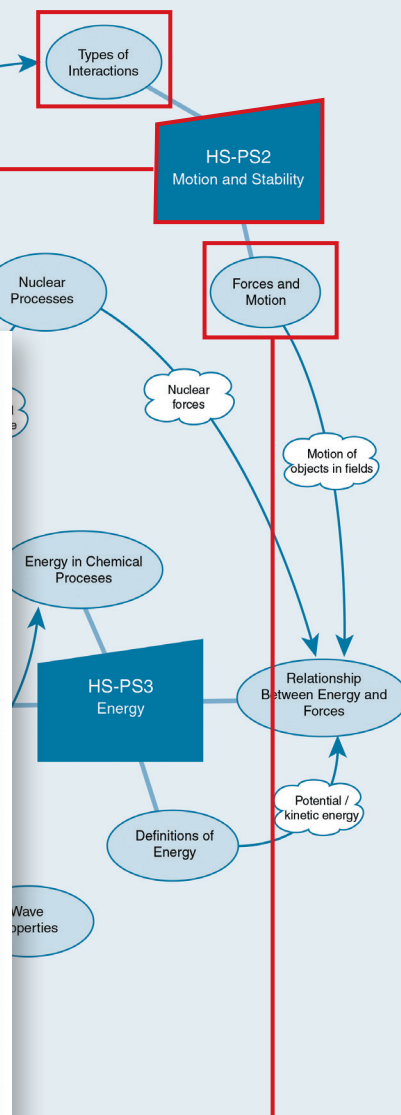 Types of
Interactions
HS-PS2
Motion and Stability
Nuclear
Processes
Forces and
Motion
Nuclear
forces
Motion of
objects in fields
Energy in Chemical
Proceses
HS-PS3
Energy
Relationship
Between Energy and
Forces
Potential /
kinetic energy
Definitions of
Energy
Wave